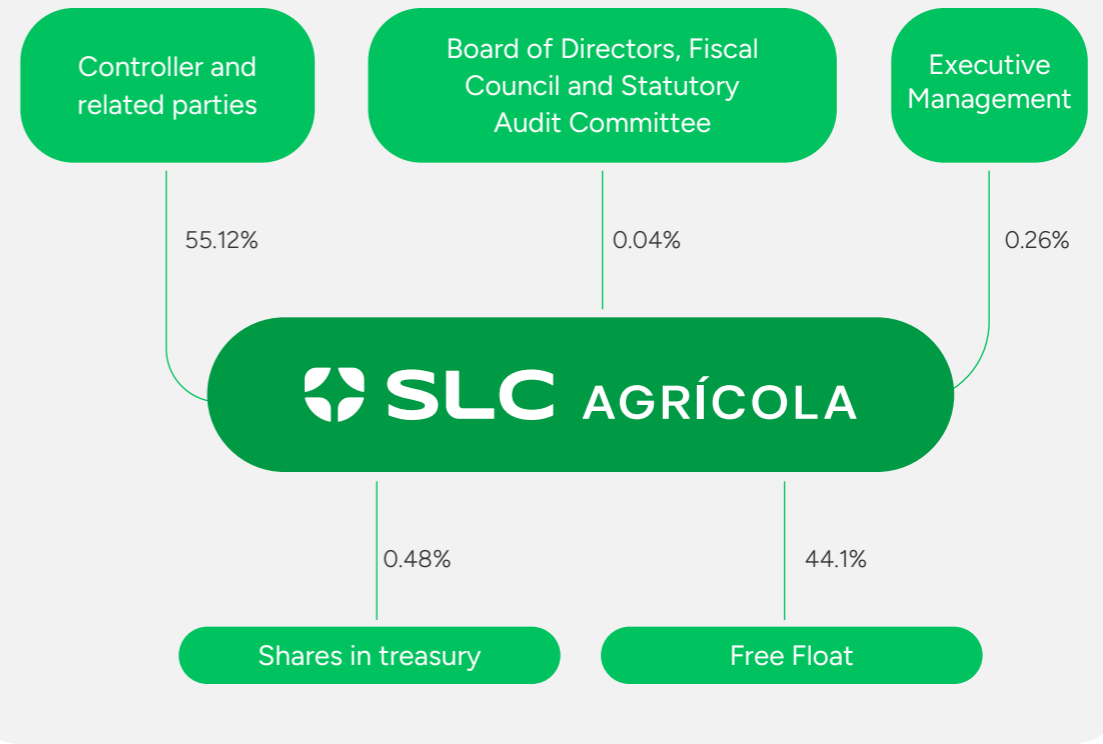 Controller and
related parties
Board of Directors, Fiscal
Council and Statutory
Audit Committee
Executive
Management
55.12%
0.04%
0.26%
SLC AGRÍCOLA
0.48%
44.1%
Shares in treasury
Free Float